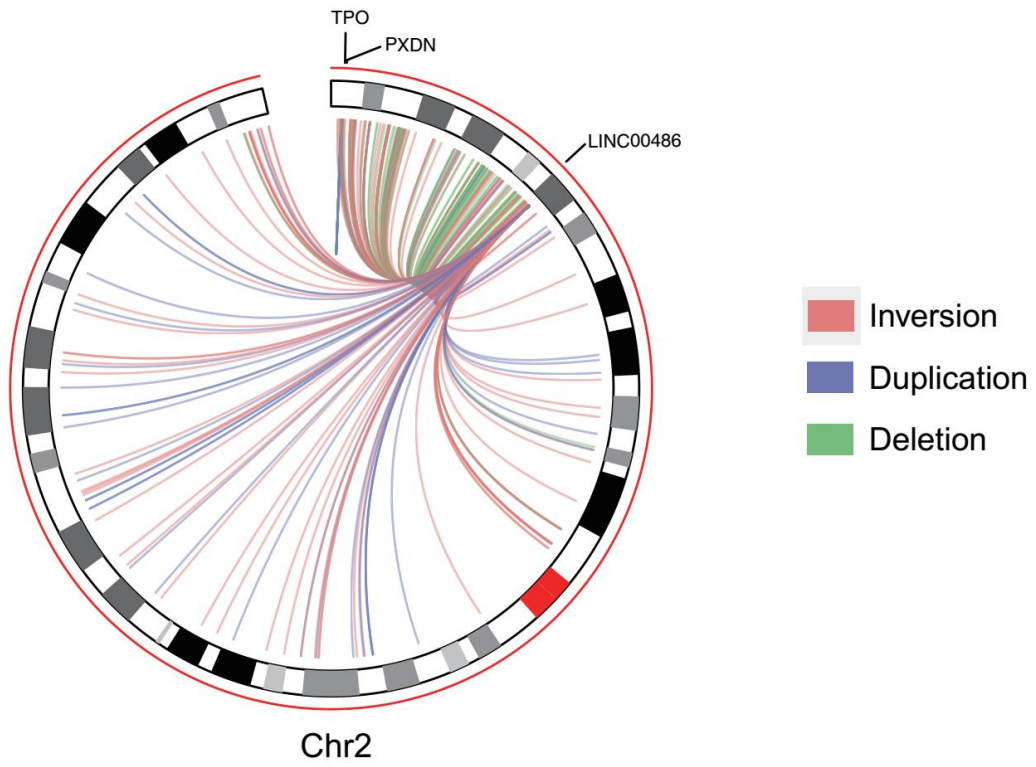 TPO
PXDN
LINC00486
Inversion
Duplication
Deletion
Chr2